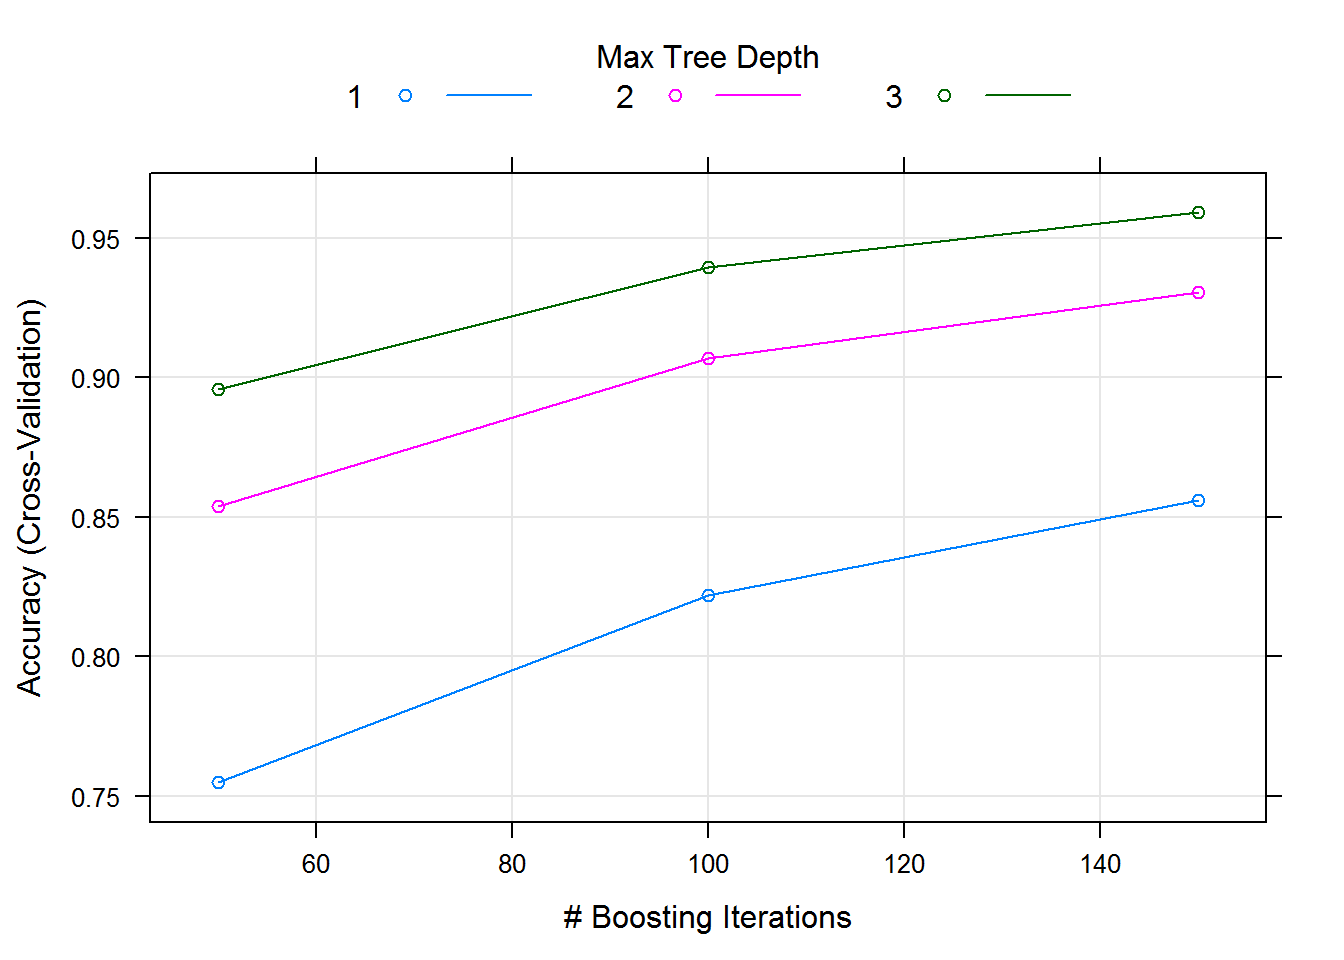 Max Tree Depth
1 2 3
0.95
0.90
0.85
0.80
0.75
Accuracy (Cross-Validation)
60 80 100 120 140
# Boosting Iterations